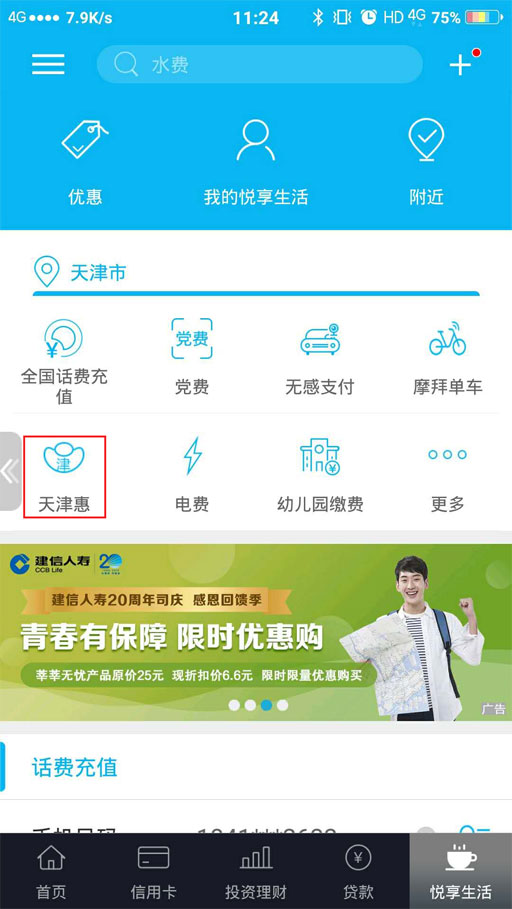 4G 7.9K/s 11:24 HD 4G 75%
水费
优惠 我的悦享生活 附近
天津市
党费
全国话费充值 党费 无感支付 摩拜单车
津
天津惠 电费 幼儿园缴费 更多
建信人寿 CCB Life 20
建信人寿20周年司庆 感恩回馈季
青春有保障 限时优惠购
莘莘无忧产品原价25元 现折扣价6.6元 限时限量优惠购买
广告
话费充值
手机号码
首页 信用卡 投资理财 贷款 悦享生活